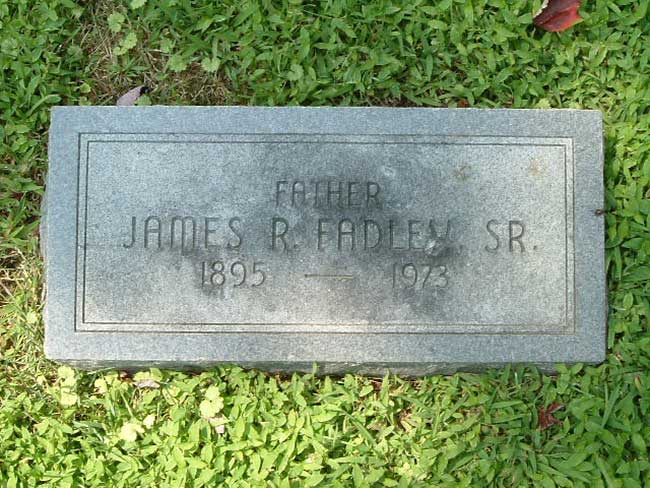 FATHER
JAMES R. FADLEY, SR.
1895 — 1973